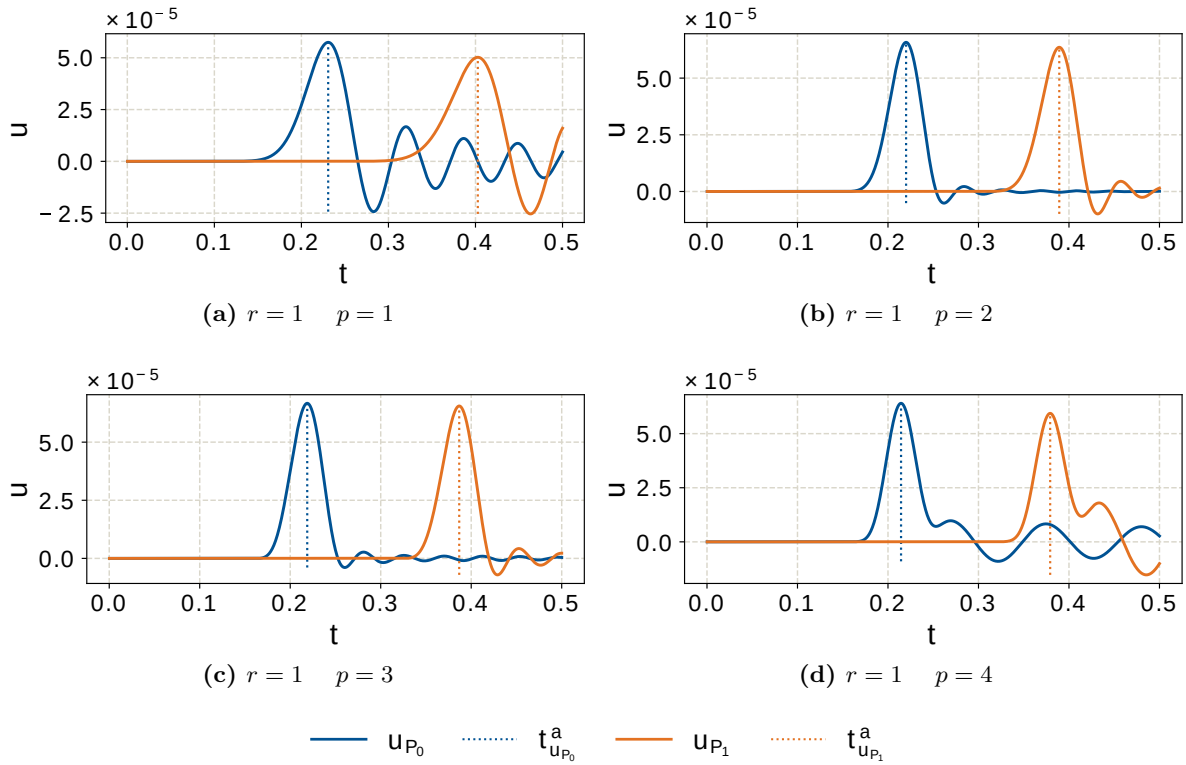 × 10⁻⁵
5.0
2.5
0.0
− 2.5
u
0.0 0.1 0.2 0.3 0.4 0.5
t
(a) r = 1 p = 1
× 10⁻⁵
5.0
2.5
0.0
u
0.0 0.1 0.2 0.3 0.4 0.5
t
(b) r = 1 p = 2
× 10⁻⁵
5.0
2.5
0.0
u
0.0 0.1 0.2 0.3 0.4 0.5
t
(c) r = 1 p = 3
× 10⁻⁵
5.0
2.5
0.0
u
0.0 0.1 0.2 0.3 0.4 0.5
t
(d) r = 1 p = 4
u_{P_0} t^a_{u_{P_0}} u_{P_1} t^a_{u_{P_1}}